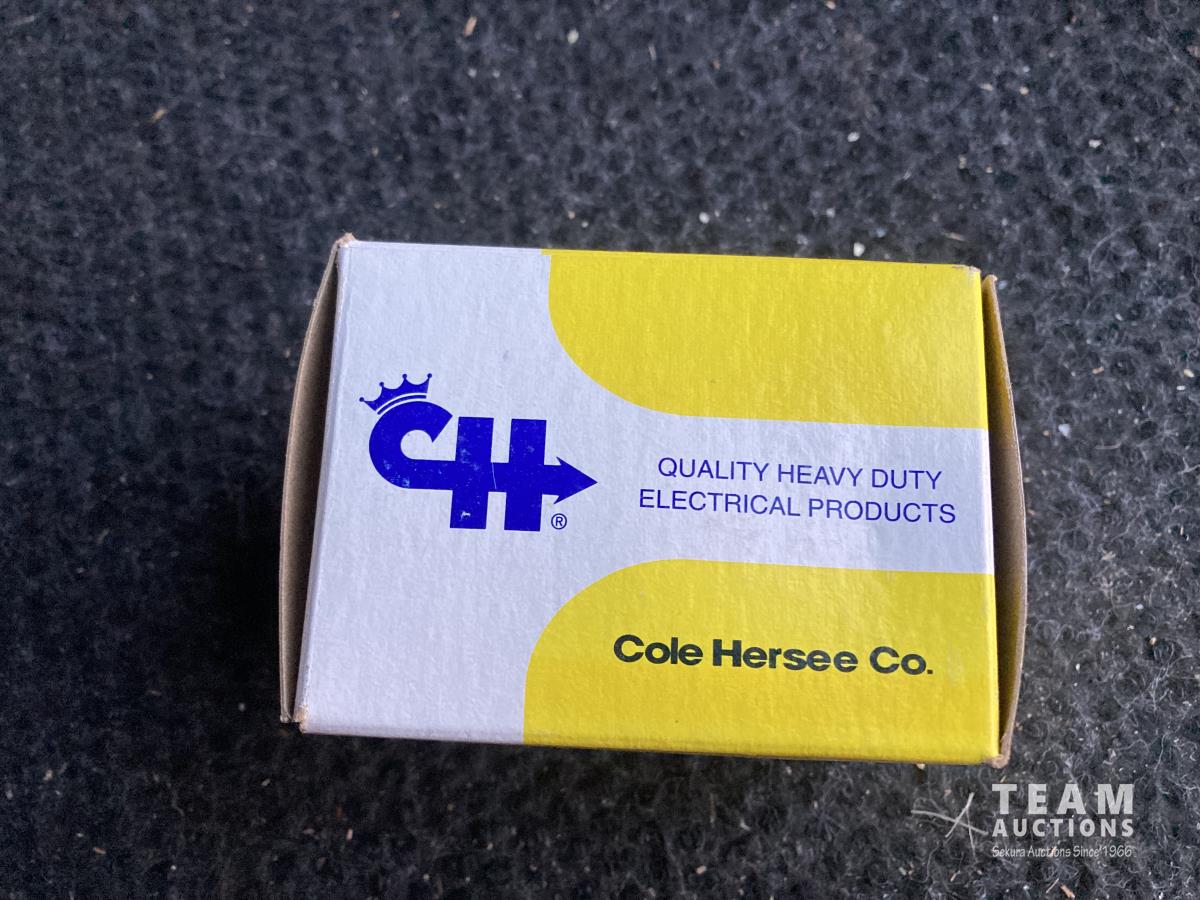 CH®
QUALITY HEAVY DUTY
ELECTRICAL PRODUCTS
Cole Hersee Co.
TEAM
AUCTIONS
Sekura Auctions Since 1966